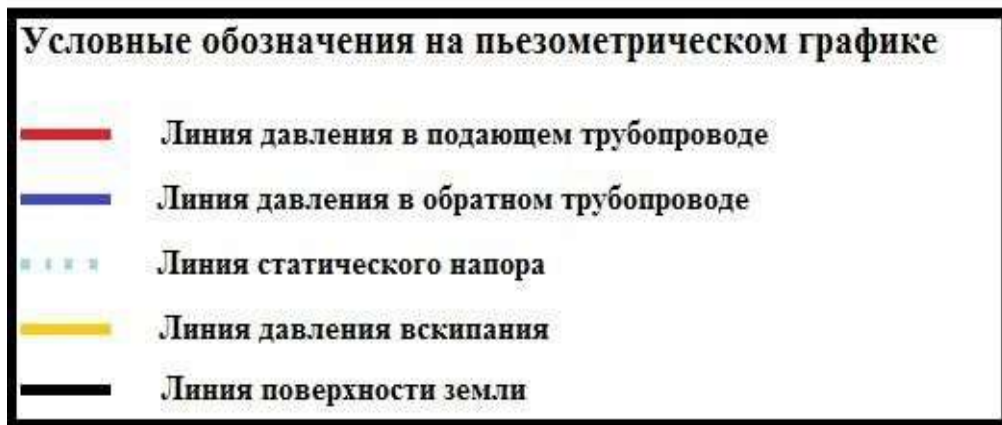 Условные обозначения на пьезометрическом графике
Линия давления в подающем трубопроводе
Линия давления в обратном трубопроводе
Линия статического напора
Линия давления вскипания
Линия поверхности земли